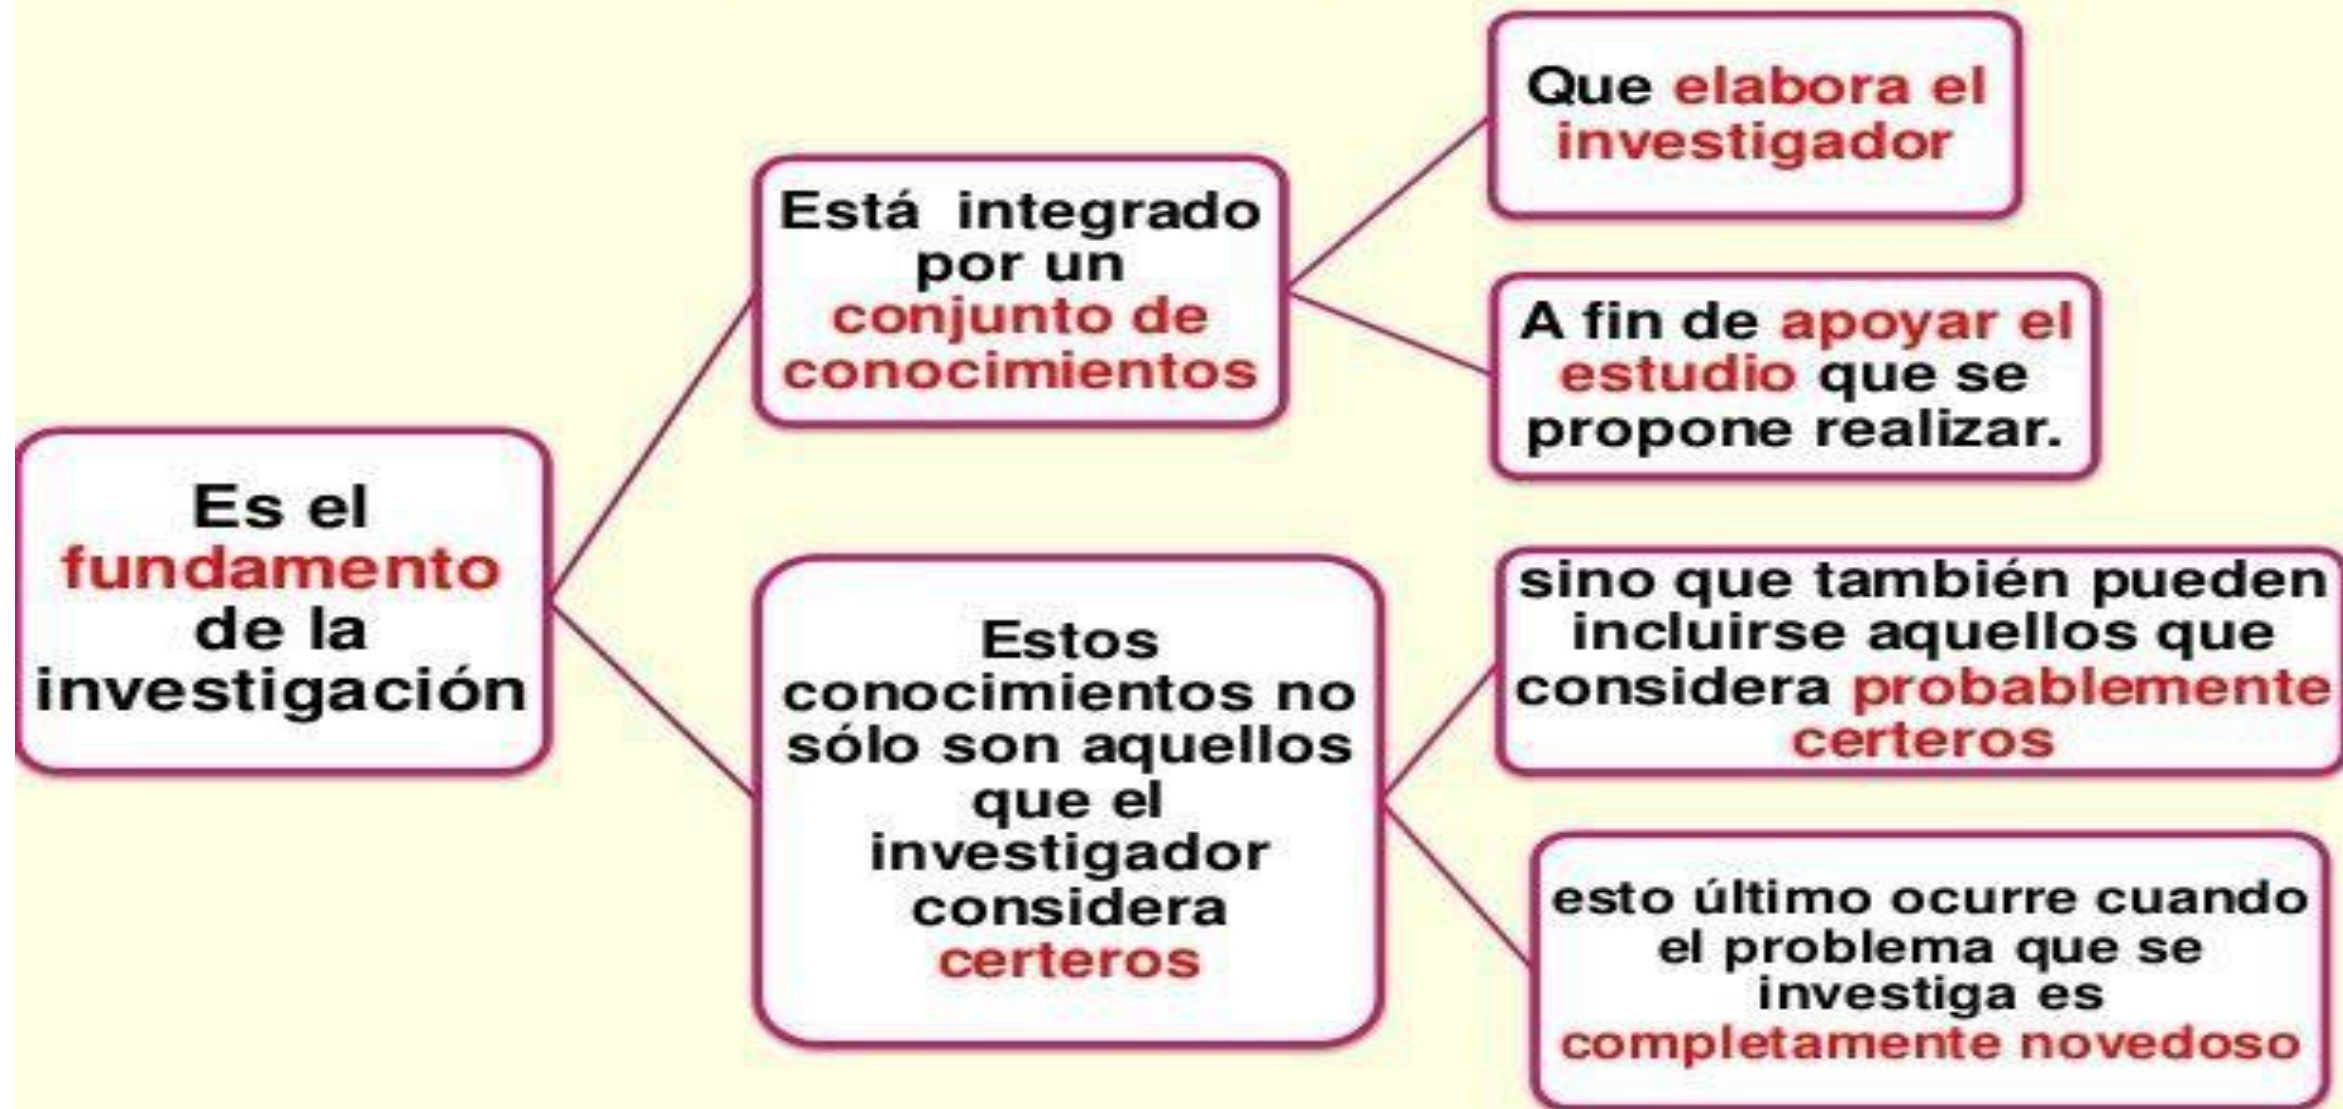 Es el
fundamento
de la
investigación
Está integrado
por un
conjunto de
conocimientos
Que elabora el
investigador
A fin de apoyar el
estudio que se
propone realizar.
Estos
conocimientos no
sólo son aquellos
que el
investigador
considera
certeros
sino que también pueden
incluirse aquellos que
considera probablemente
certeros
esto último ocurre cuando
el problema que se
investiga es
completamente novedoso